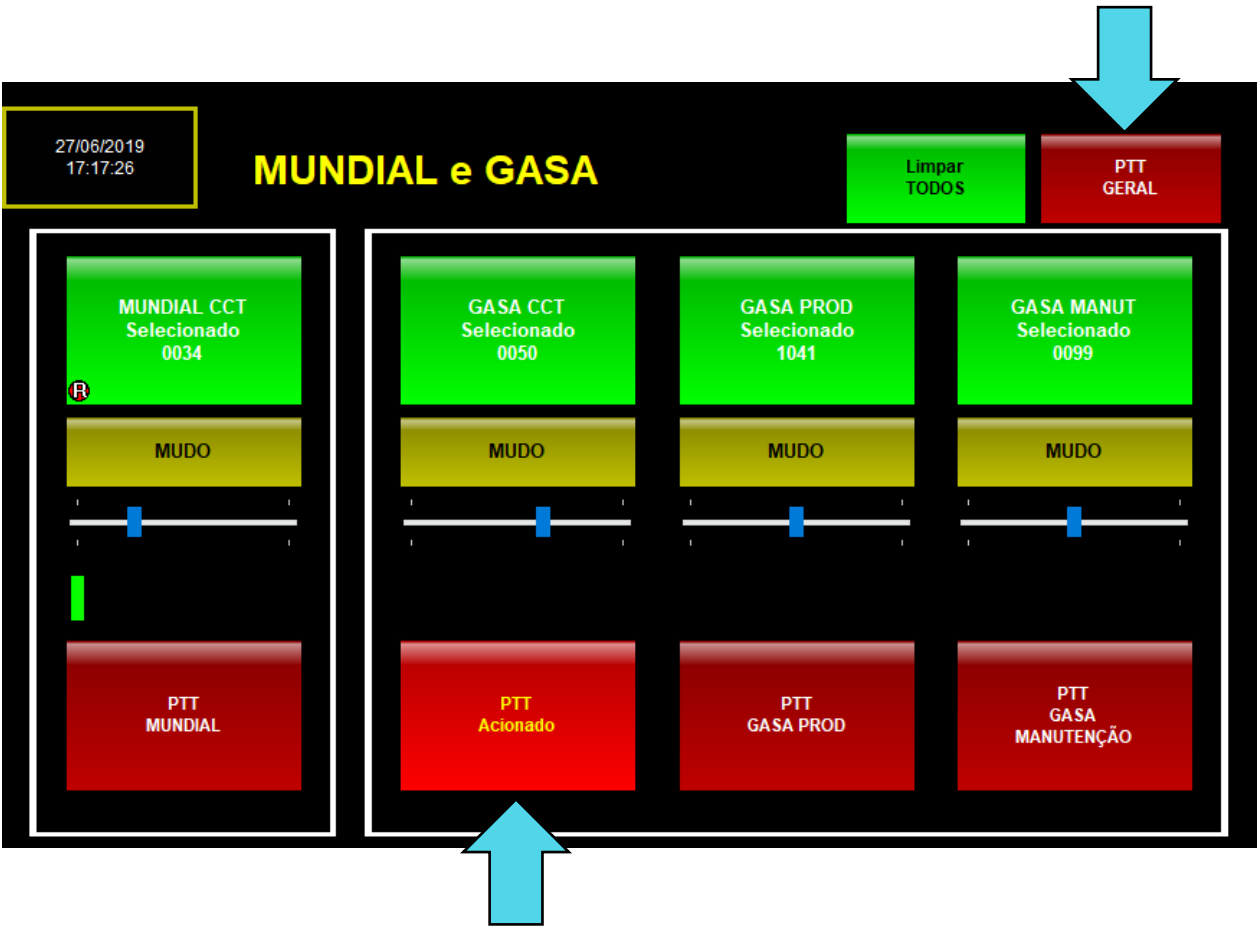 27/06/2019
17:17:26
MUNDIAL e GASA
Limpar
TODOS
PTT
GERAL
MUNDIAL CCT
Selecionado
0034
R
GASA CCT
Selecionado
0050
GASA PROD
Selecionado
1041
GASA MANUT
Selecionado
0099
MUDO
MUDO
MUDO
MUDO
PTT
MUNDIAL
PTT
Acionado
PTT
GASA PROD
PTT
GASA
MANUTENÇÃO